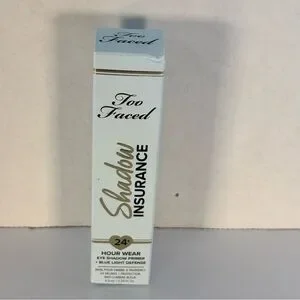 Too
Faced
Too
Faced
Shadow
INSURANCE
24+
HOUR WEAR
EYE SHADOW PRIMER
+ BLUE LIGHT DEFENSE